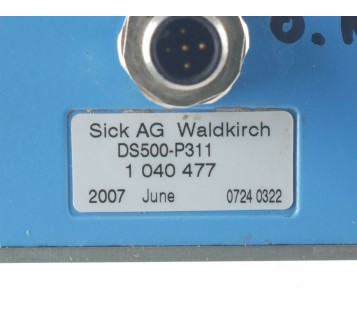 Sick AG Waldkirch
DS500-P311
1 040 477
2007 June 0724 0322